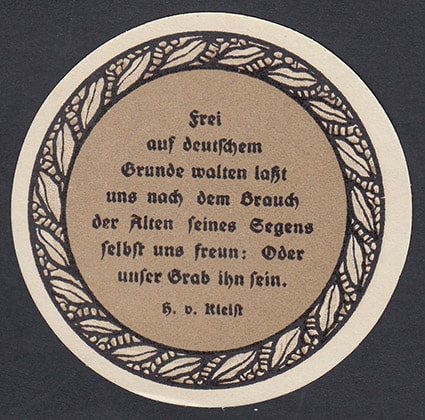 Frei
auf deutſchem
Grunde walten laßt
uns nach dem Brauch
der Alten ſeines Segens
ſelbſt uns freun: Oder
unſer Grab ihn ſein.
H. v. Kleiſt